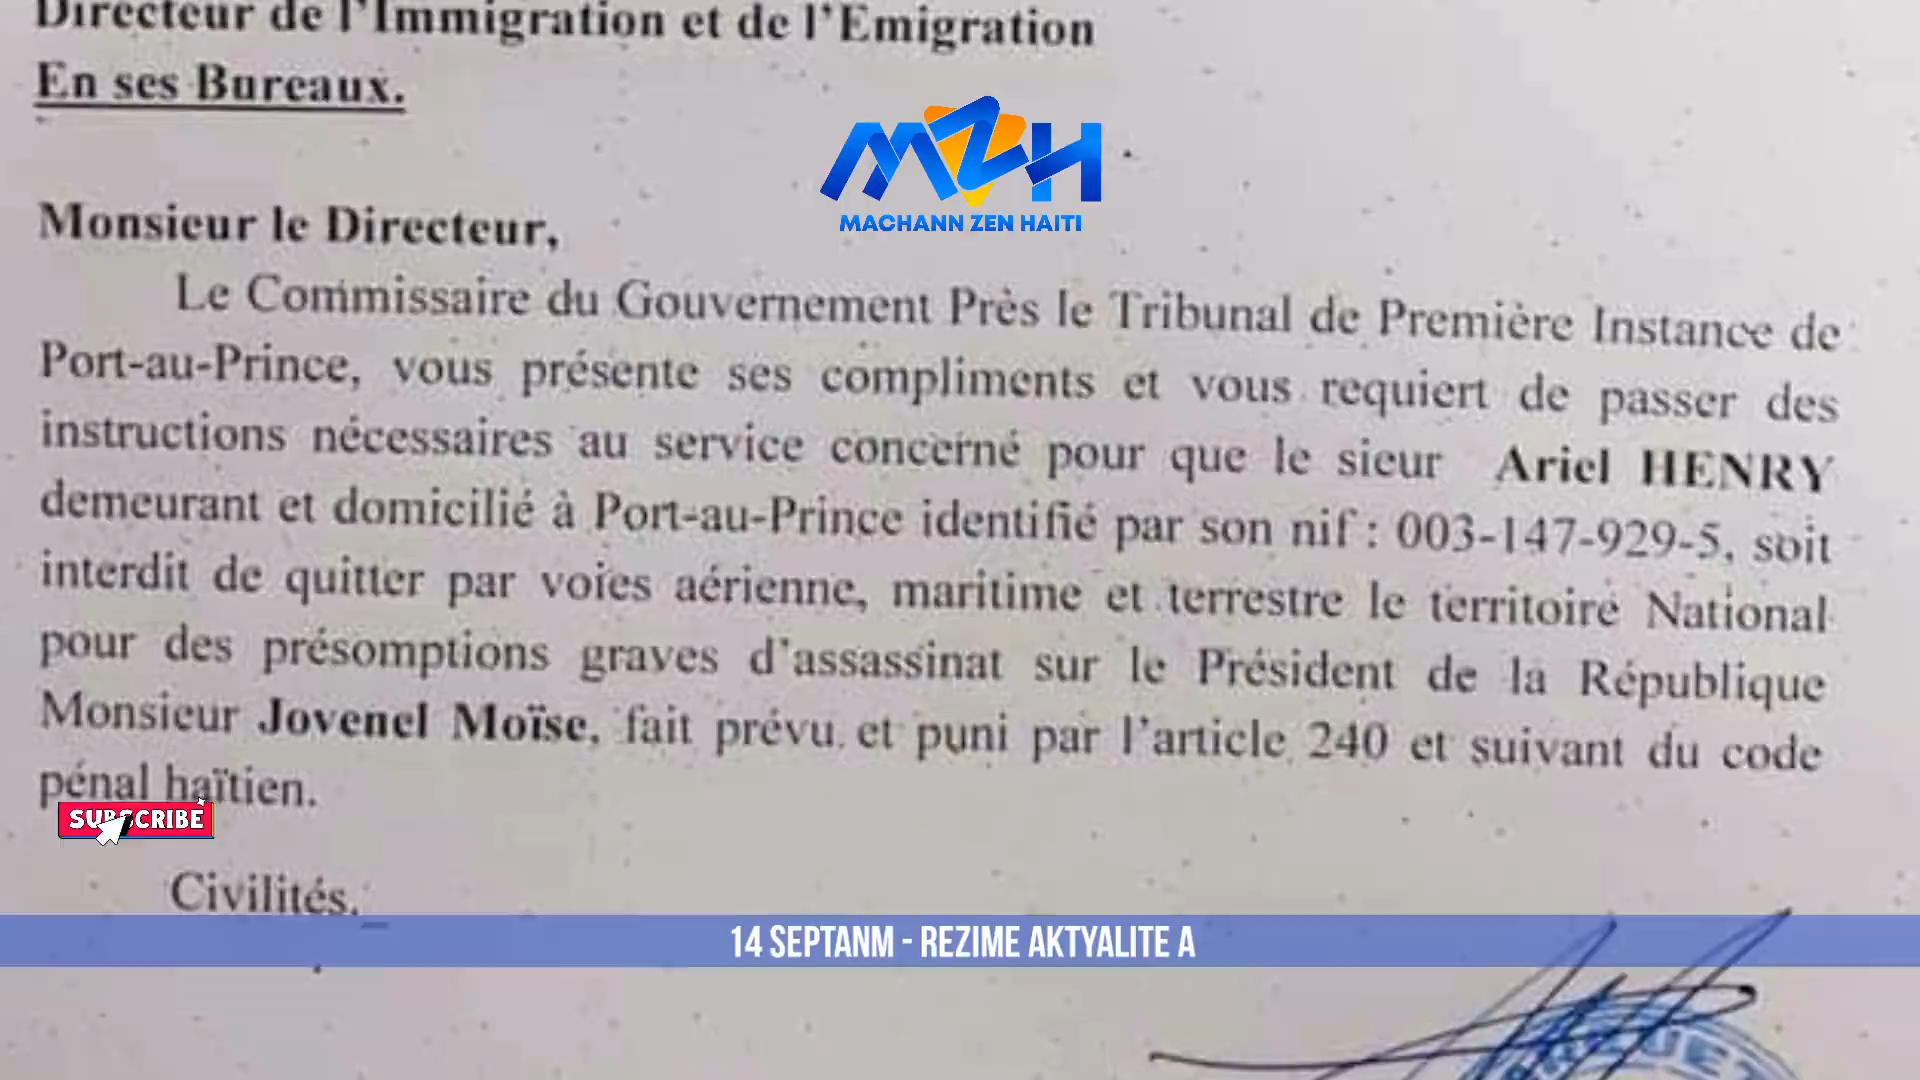 Directeur de l'Immigration et de l'Emigration
En ses Bureaux.
MZH
MACHANN ZEN HAITI
Monsieur le Directeur,
Le Commissaire du Gouvernement Près le Tribunal de Première Instance de
Port-au-Prince, vous présente ses compliments et vous requiert de passer des
instructions nécessaires au service concerné pour que le sieur Ariel HENRY
demeurant et domicilié à Port-au-Prince identifié par son nif : 003-147-929-5, soit
interdit de quitter par voies aérienne, maritime et terrestre le territoire National
pour des présomptions graves d'assassinat sur le Président de la République
Monsieur Jovenel Moïse, fait prévu et puni par l'article 240 et suivant du code
pénal haïtien.
SUBSCRIBE
Civilités.
14 SEPTANM - REZIME AKTYALITE A